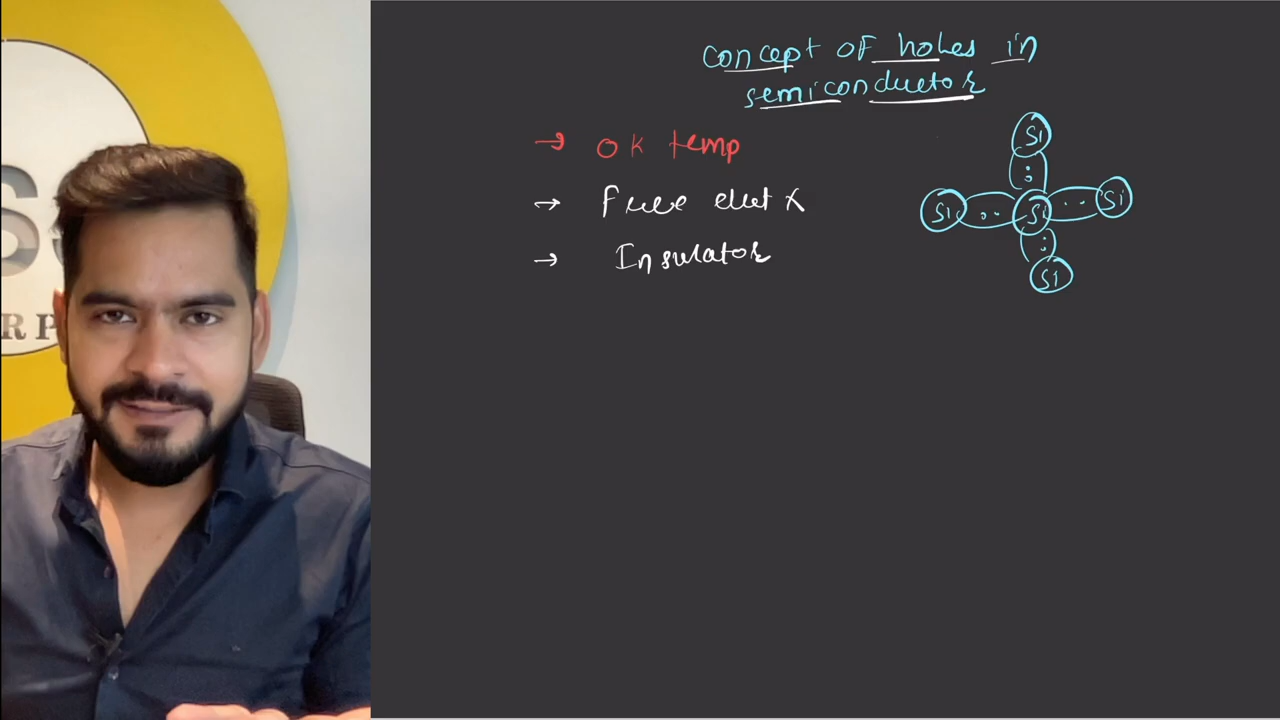 concept of holes in
semiconductor
→ 0 K temp
→ Free elect x
→ Insulator
Si
Si : Si : Si
Si
R P